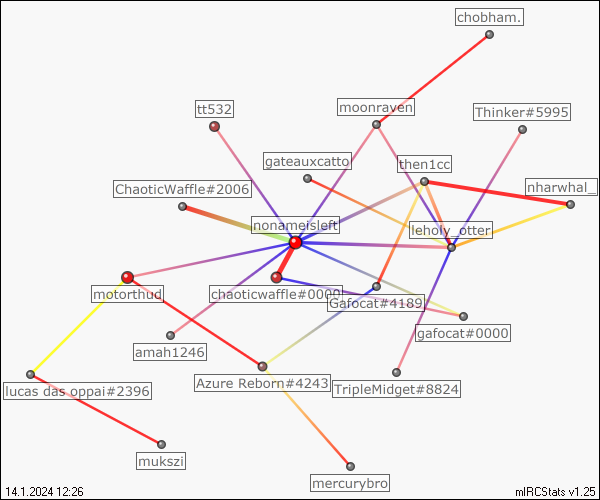 chobham.
tt532
moonraven
Thinker#5995
gateauxcatto
then1cc
ChaoticWaffle#2006
nharwhal_
nonameisleft
leholy_otter
motorthud
chaoticwaffle#0000
Gafocat#4189
gafocat#0000
amah1246
lucas das oppai#2396
Azure Reborn#4243
TripleMidget#8824
mukszi
mercurybro
14.1.2024 12:26
mIRCStats v1.25